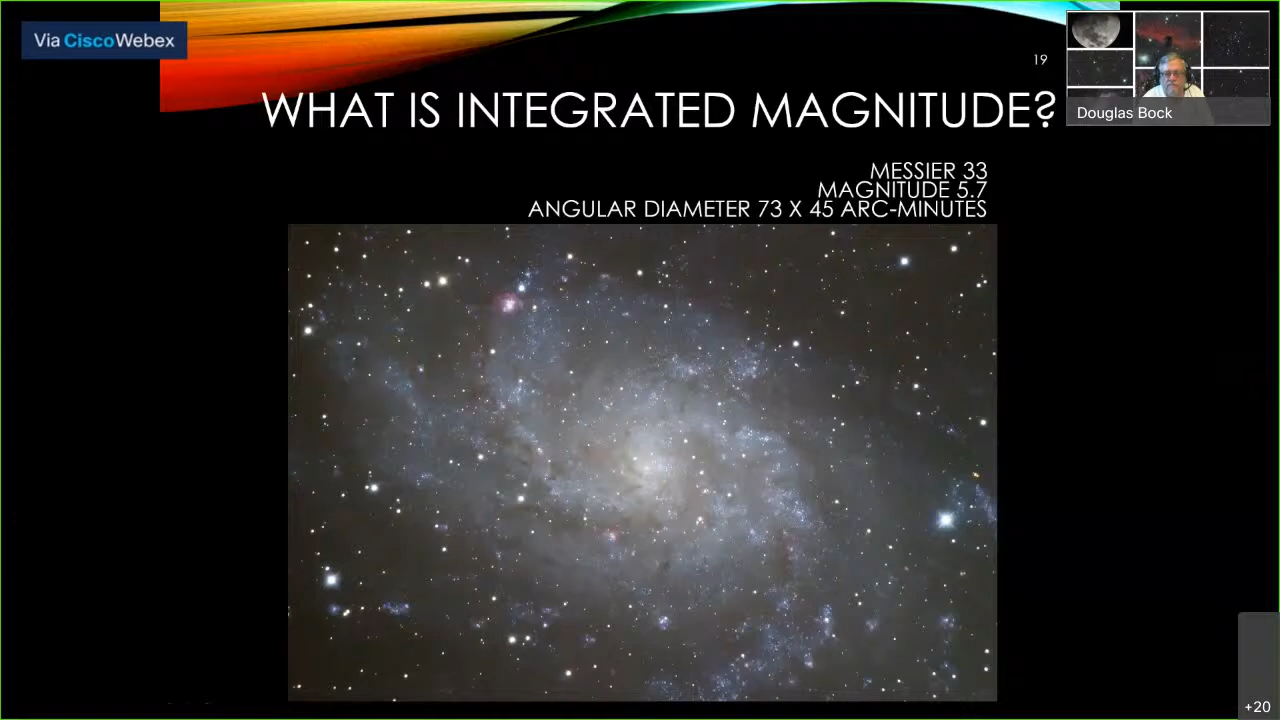 Via CiscoWebex
19
WHAT IS INTEGRATED MAGNITUDE?
Douglas Bock
MESSIER 33
MAGNITUDE 5.7
ANGULAR DIAMETER 73 X 45 ARC-MINUTES
+20